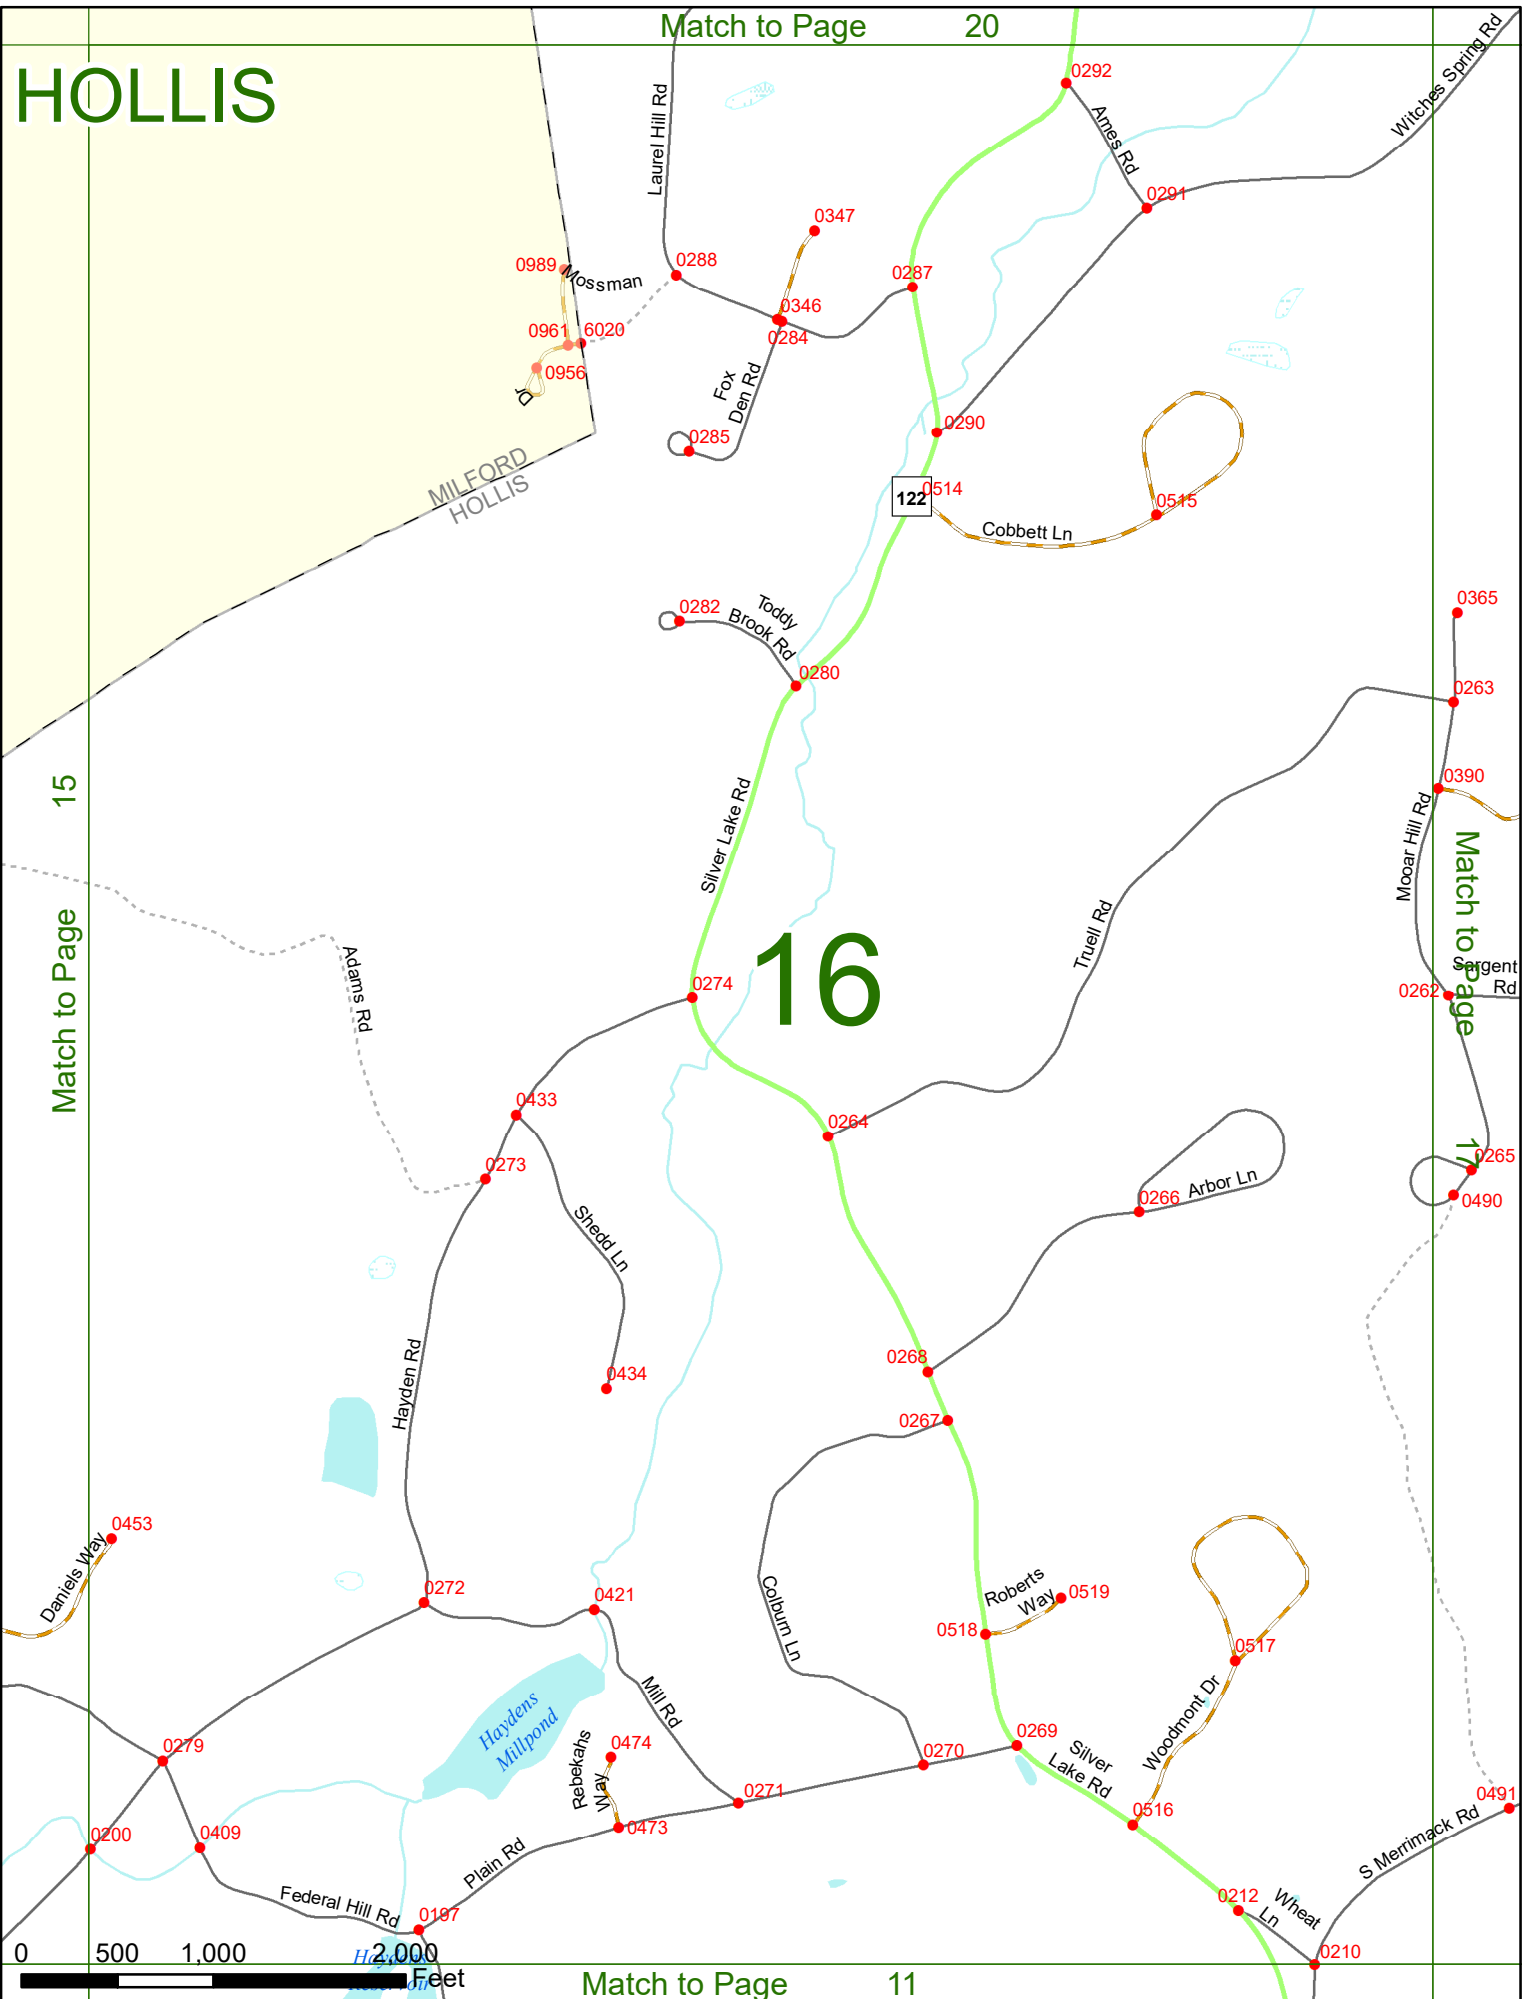 Match to Page 20
HOLLIS
0292
Witches Spring Rd
Laurel Hill Rd
Ames Rd
0291
0347
0989
Mossman
0288
0287
0346
0961
6020
0284
0956
Dr
Fox
Den Rd
0285
0290
MILFORD
HOLLIS
122
0514
0515
Cobbett Ln
0282
Toddy
Brook Rd
0365
0280
0263
15
Match to Page
0390
Mooar Hill Rd
Silver Lake Rd
Match to Page
17
Truell Rd
Adams Rd
16
Sargent
Rd
0274
0262
0433
0264
0273
0265
0266
Arbor Ln
0490
Shedd Ln
Hayden Rd
0268
0434
0267
0453
Daniels Way
0272
0421
Colburn Ln
Roberts
Way
0519
0518
0517
Mill Rd
Woodmont Dr
Haydens
Millpond
0279
Rebekahs
Way
0474
0270
0269
Silver
Lake Rd
0271
0516
0491
0200
0409
0473
Plain Rd
S Merrimack Rd
Federal Hill Rd
0197
0212
Wheat
Ln
0210
0 500 1,000 2,000
Feet
Haydens
Reservoir
Match to Page 11